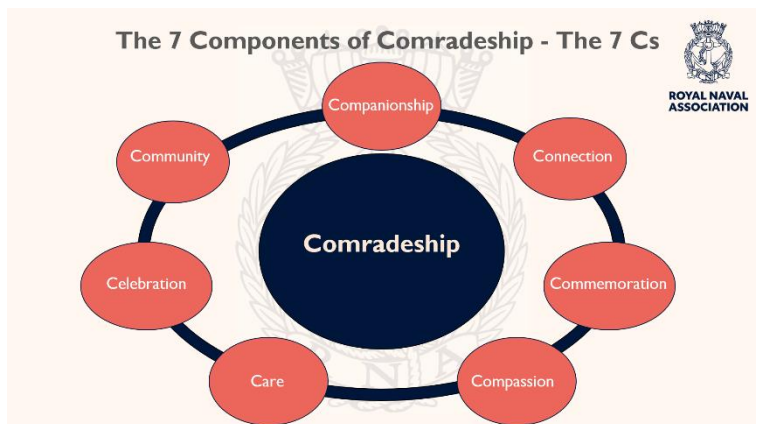 The 7 Components of Comradeship - The 7 Cs
ROYAL NAVAL
ASSOCIATION
Companionship
Connection
Commemoration
Compassion
Care
Celebration
Community
Comradeship